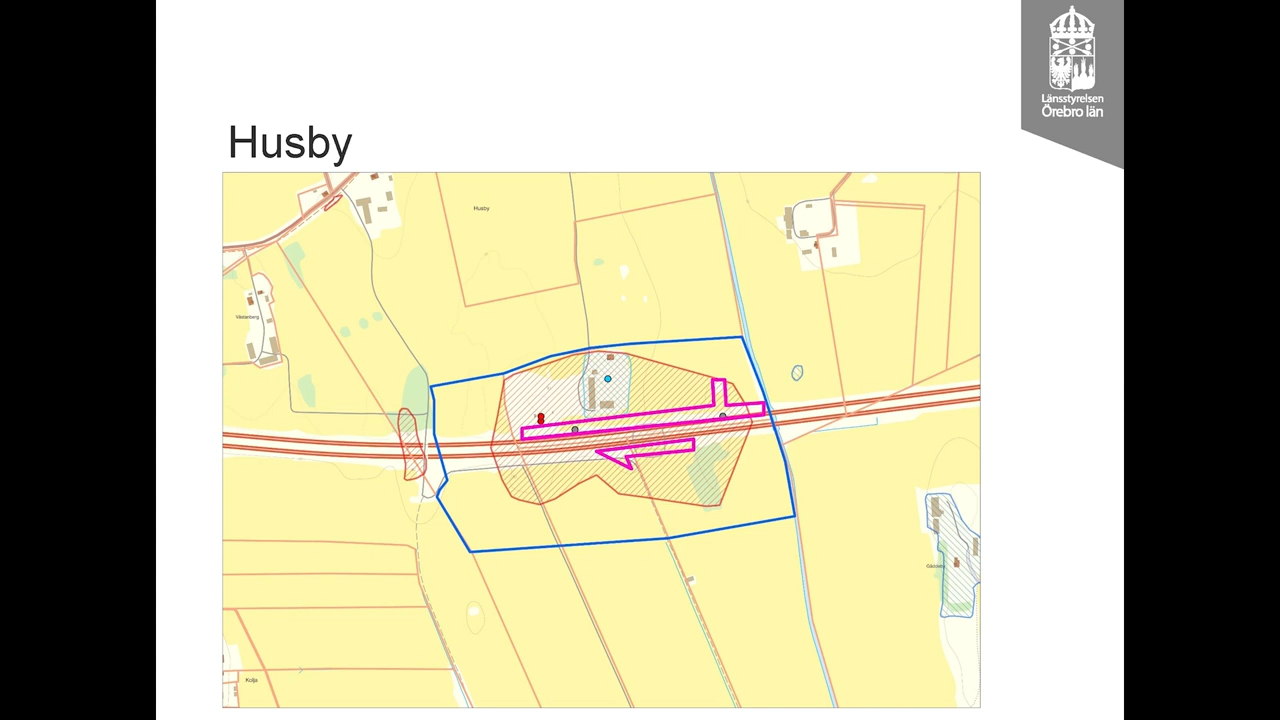 Länsstyrelsen
Örebro län
Husby
Husby
Västerberg
Kolja